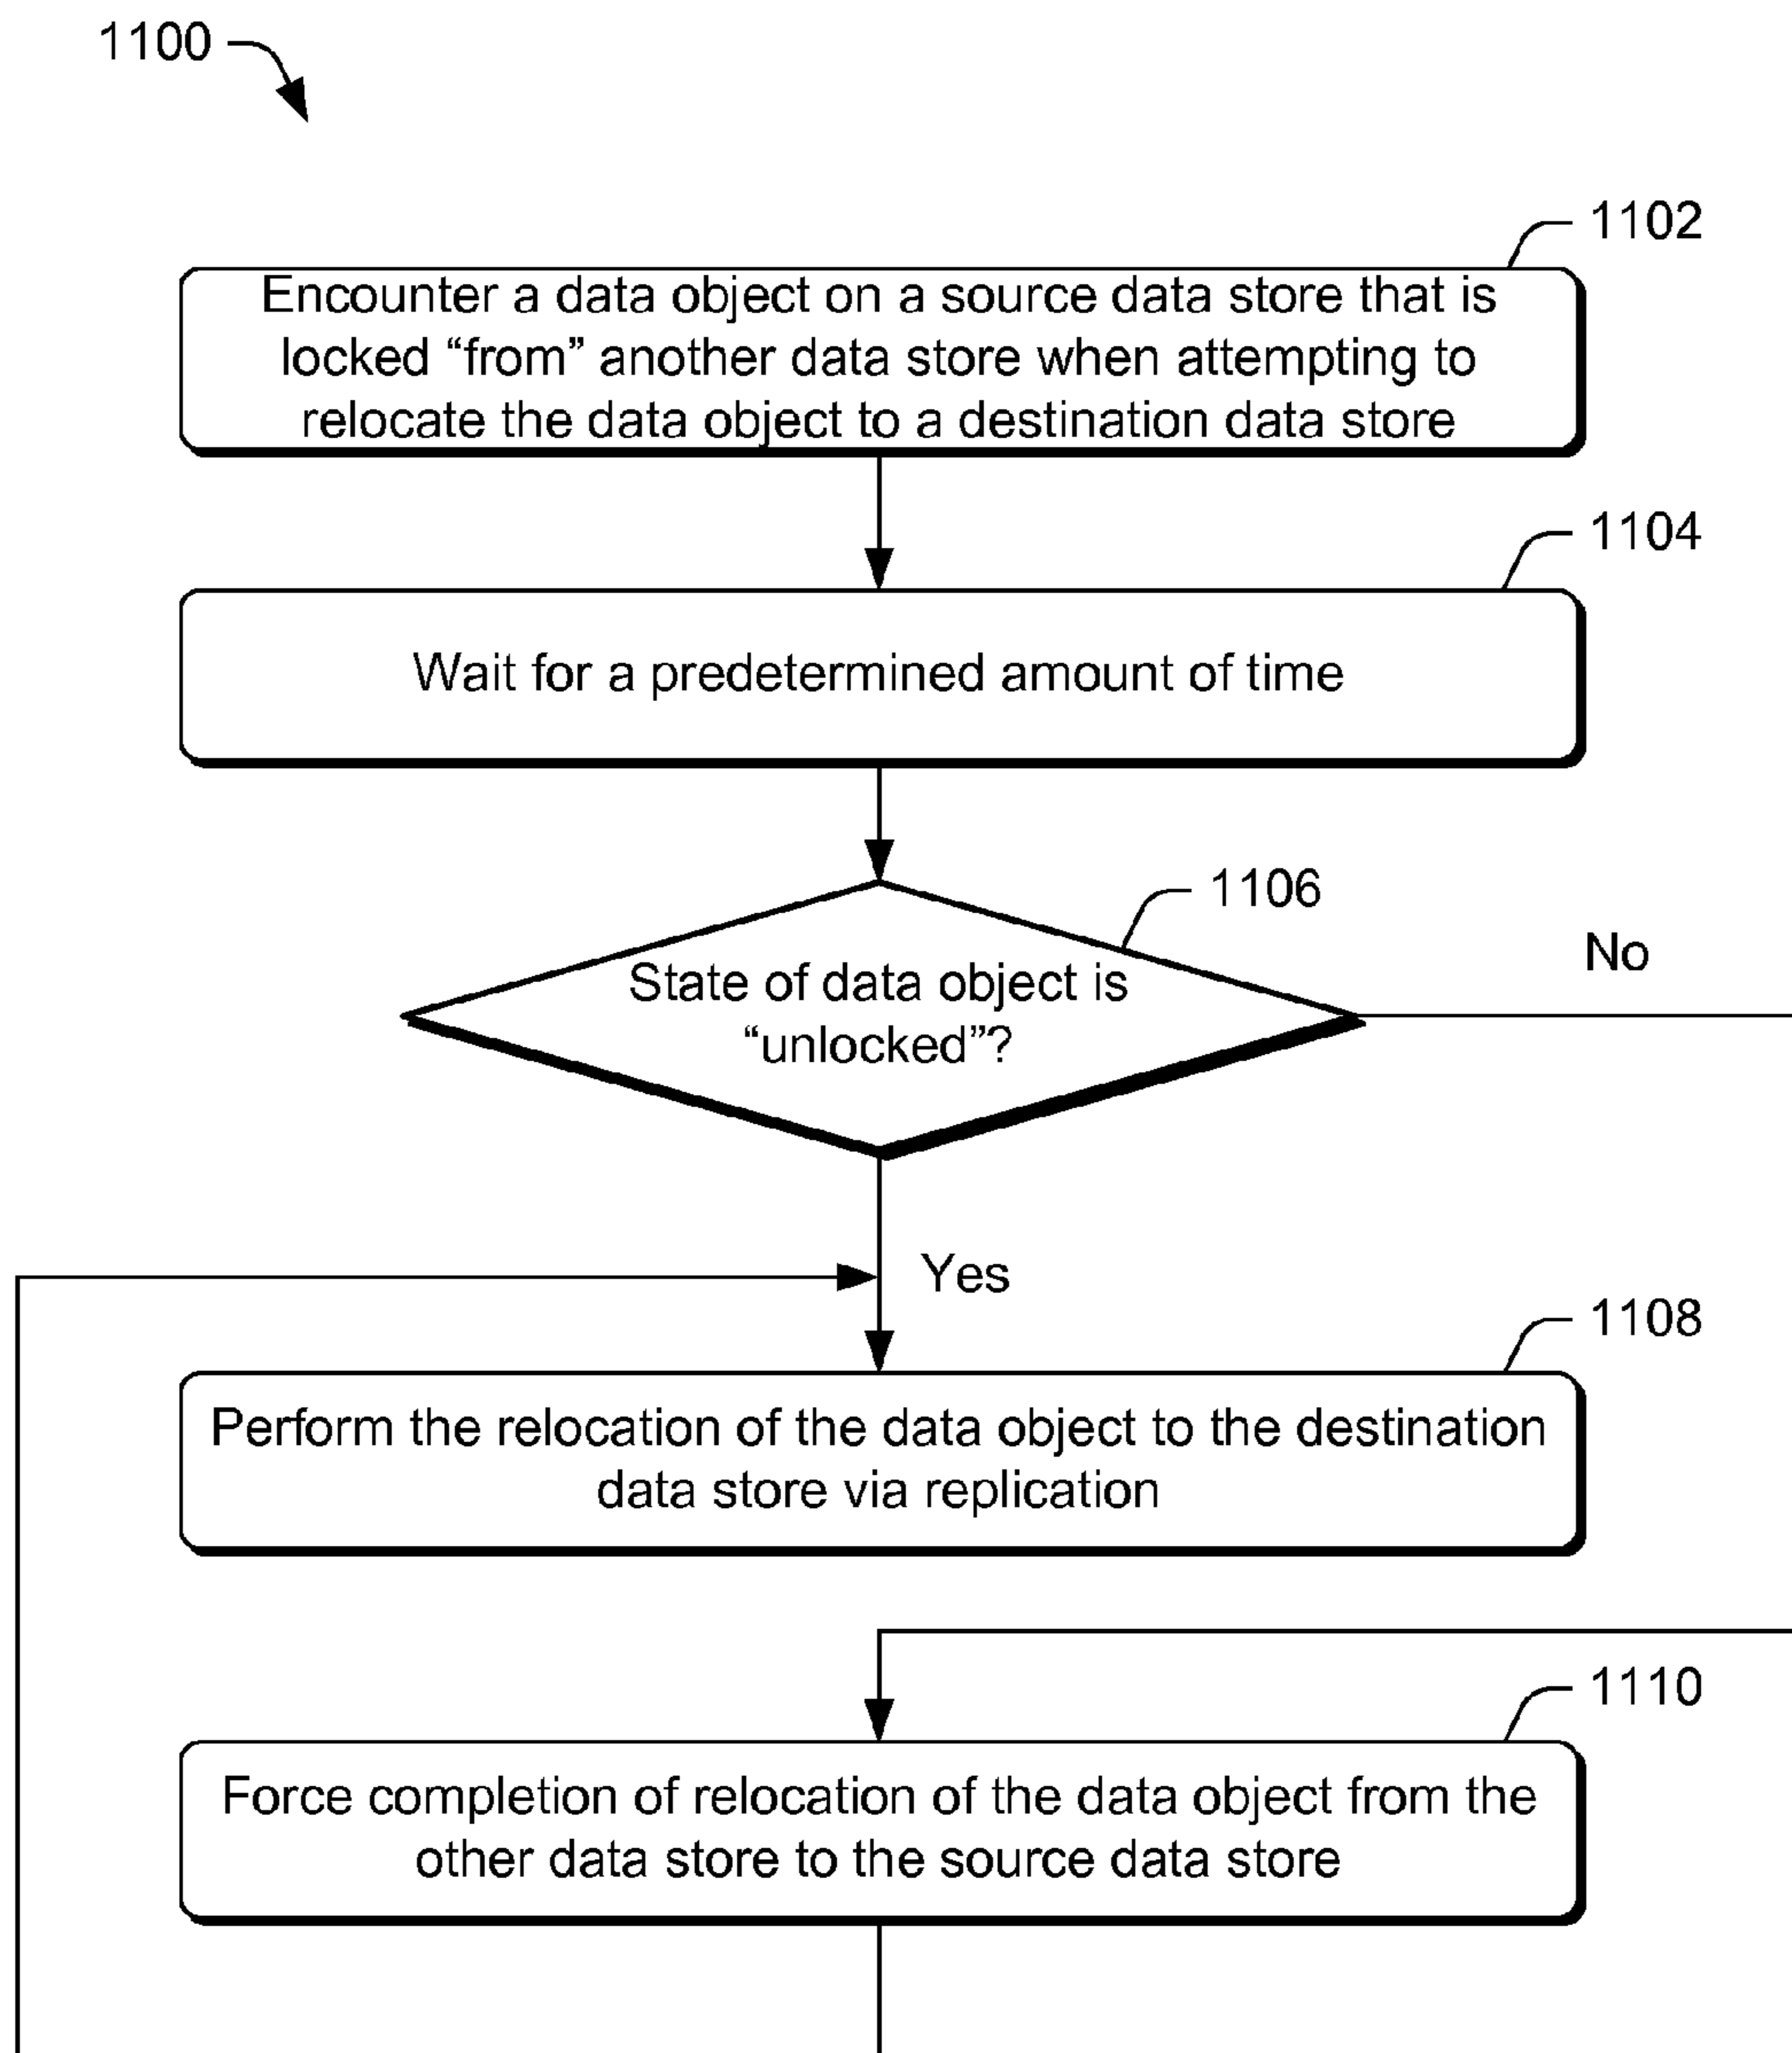 1100
1102
Encounter a data object on a source data store that is
locked “from” another data store when attempting to
relocate the data object to a destination data store
1104
Wait for a predetermined amount of time
1106
State of data object is
“unlocked”?
No
Yes
1108
Perform the relocation of the data object to the destination
data store via replication
1110
Force completion of relocation of the data object from the
other data store to the source data store